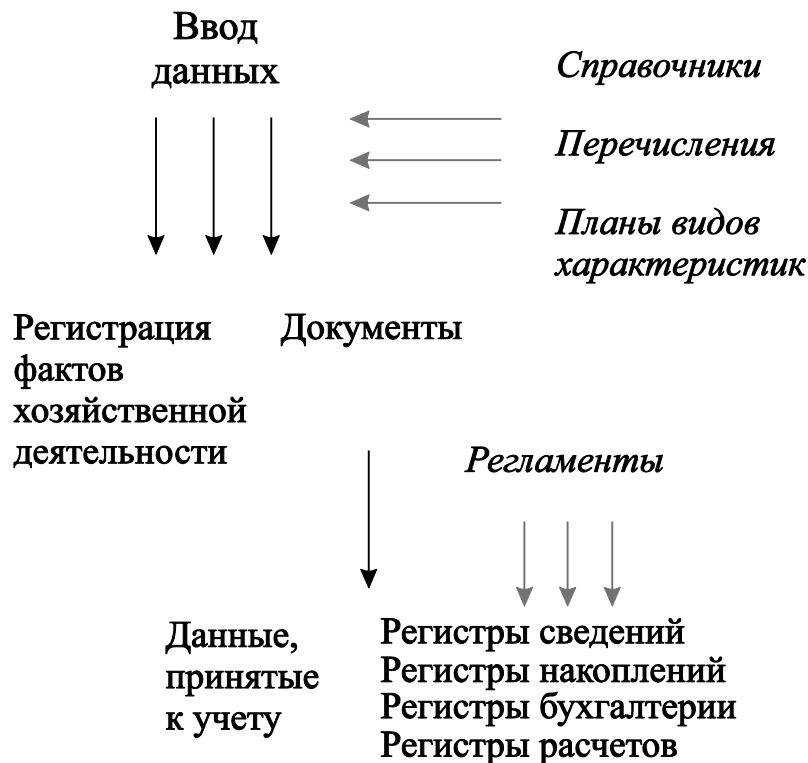 Ввод
данных
Справочники
Перечисления
Планы видов
характеристик
Регистрация
фактов
хозяйственной
деятельности
Документы
Регламенты
Данные,
принятые
к учету
Регистры сведений
Регистры накоплений
Регистры бухгалтерии
Регистры расчетов